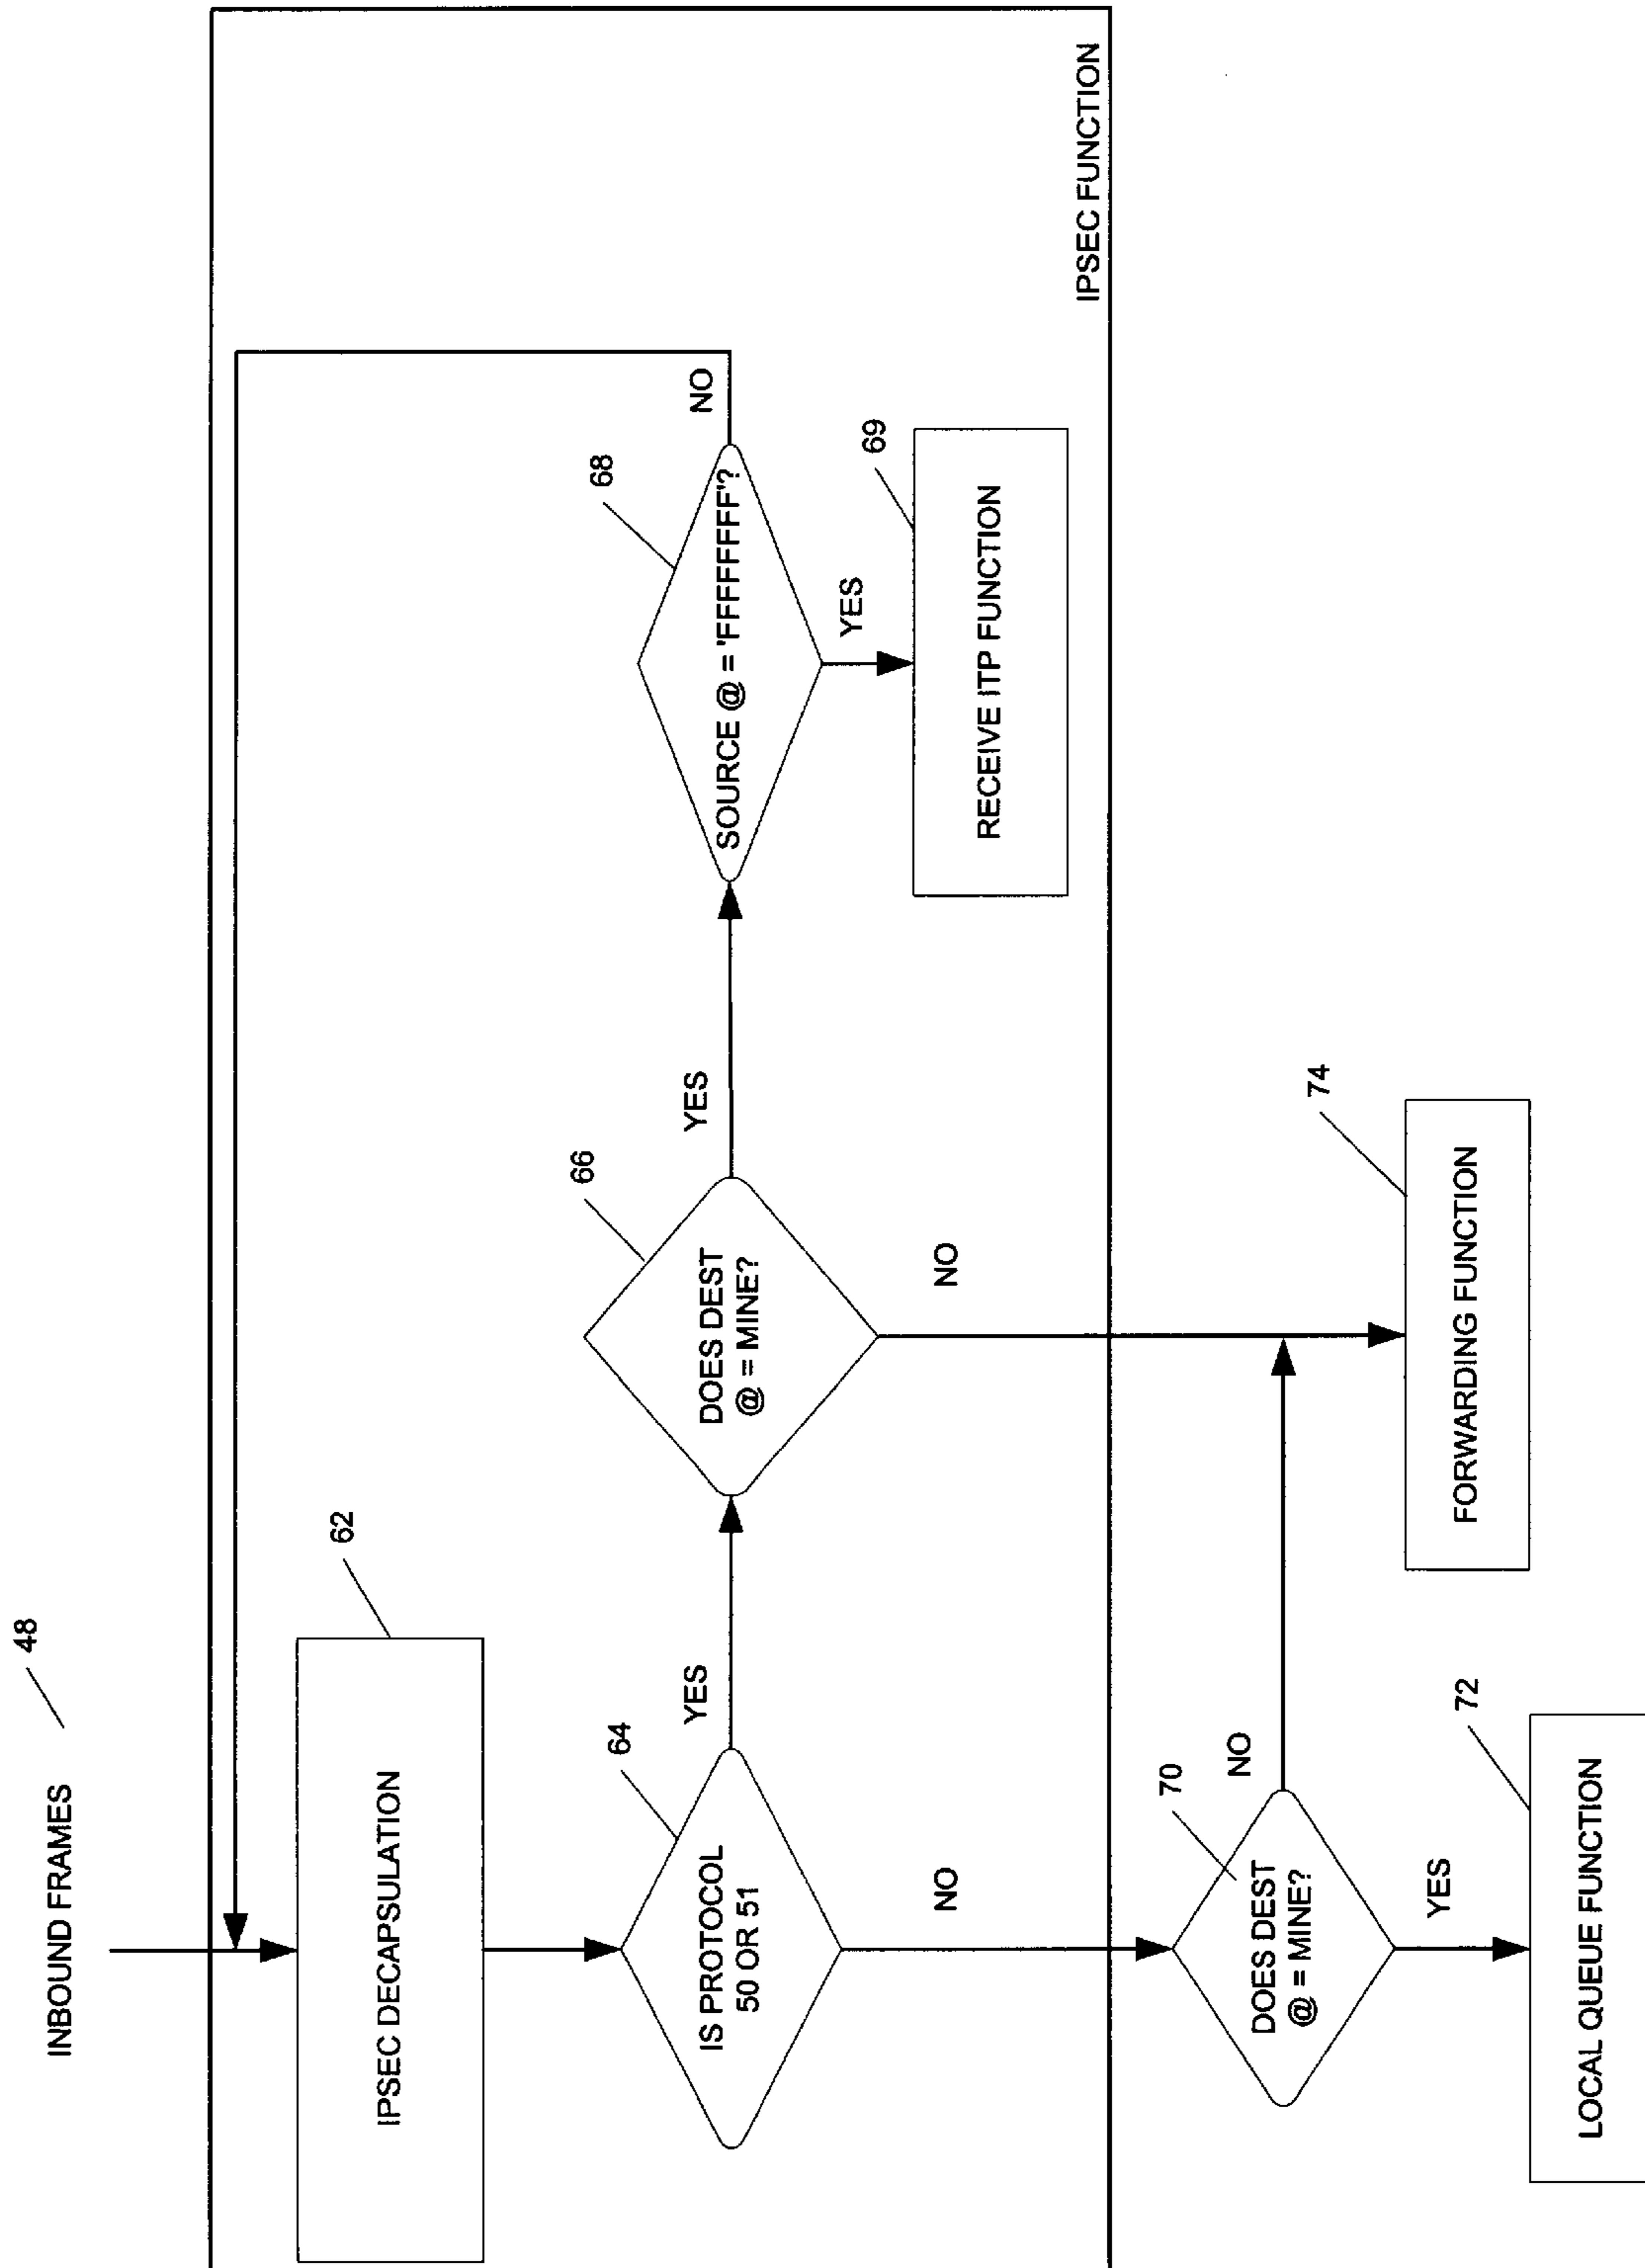 INBOUND FRAMES
48
IPSEC DECAPSULATION
62
IS PROTOCOL
50 OR 51
64
YES
DOES DEST
@ = MINE?
66
YES
SOURCE @ = 'FFFFFFFF'?
68
NO
YES
RECEIVE ITP FUNCTION
69
NO
NO
IPSEC FUNCTION
DOES DEST
@ = MINE?
70
NO
YES
FORWARDING FUNCTION
74
LOCAL QUEUE FUNCTION
72